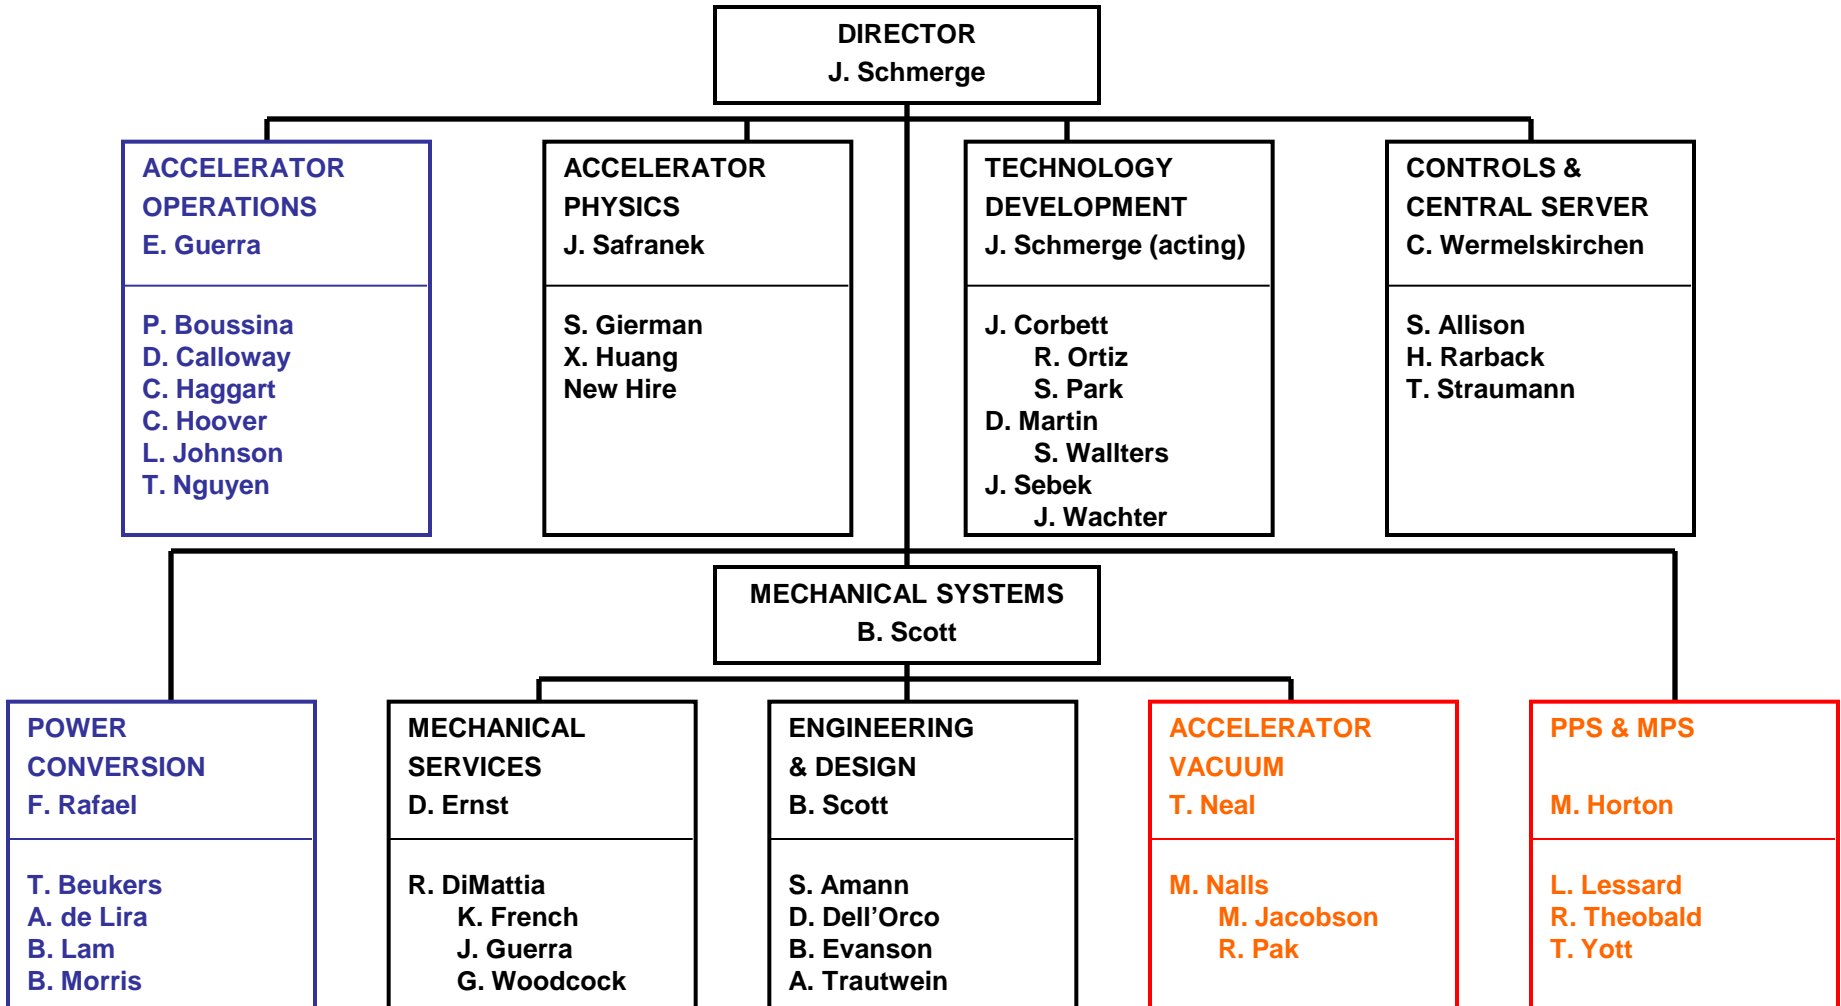 DIRECTOR
J. Schmerge
ACCELERATOR
OPERATIONS
E. Guerra
P. Boussina
D. Calloway
C. Haggart
C. Hoover
L. Johnson
T. Nguyen
ACCELERATOR
PHYSICS
J. Safranek
S. Gierman
X. Huang
New Hire
TECHNOLOGY
DEVELOPMENT
J. Schmerge (acting)
J. Corbett
R. Ortiz
S. Park
D. Martin
S. Wallters
J. Sebek
J. Wachter
CONTROLS &
CENTRAL SERVER
C. Wermelskirchen
S. Allison
H. Rarback
T. Straumann
MECHANICAL SYSTEMS
B. Scott
POWER
CONVERSION
F. Rafael
T. Beukers
A. de Lira
B. Lam
B. Morris
MECHANICAL
SERVICES
D. Ernst
R. DiMattia
K. French
J. Guerra
G. Woodcock
ENGINEERING
& DESIGN
B. Scott
S. Amann
D. Dell’Orco
B. Evanson
A. Trautwein
ACCELERATOR
VACUUM
T. Neal
M. Nalls
M. Jacobson
R. Pak
PPS & MPS
M. Horton
L. Lessard
R. Theobald
T. Yott